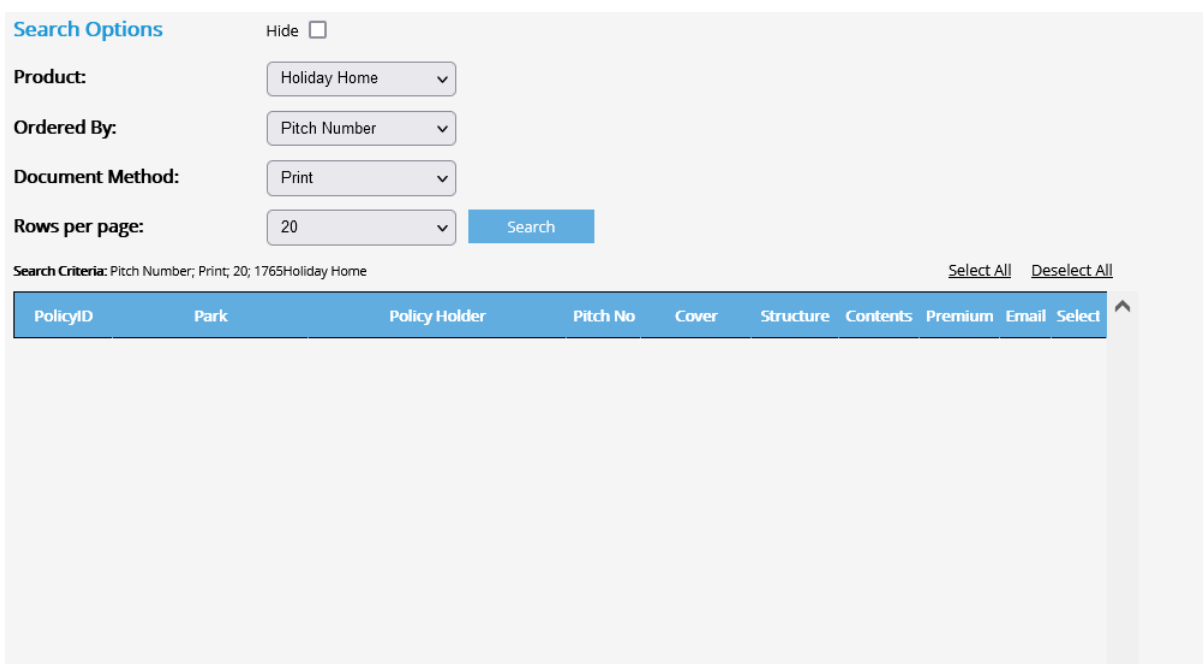 Search Options Hide
Product: Holiday Home
Ordered By: Pitch Number
Document Method: Print
Rows per page: 20 Search
Search Criteria: Pitch Number; Print; 20; 1765Holiday Home Select All Deselect All
PolicyID Park Policy Holder Pitch No Cover Structure Contents Premium Email Select